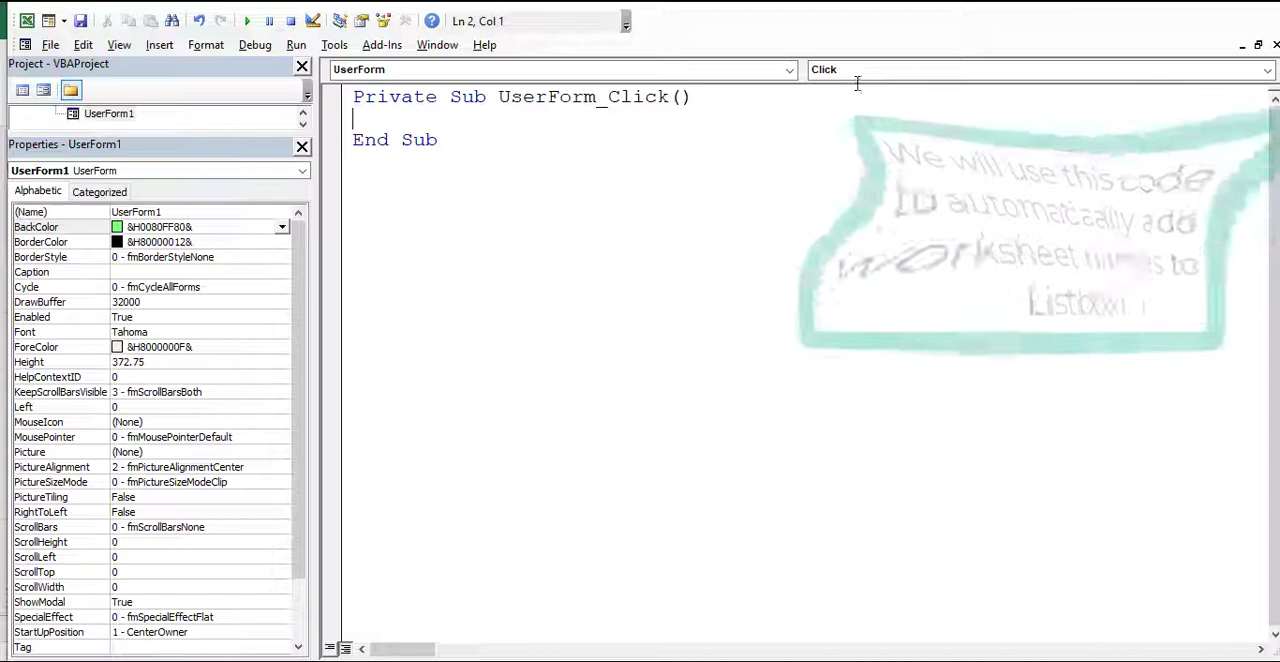 Ln 2, Col 1
File Edit View Insert Format Debug Run Tools Add-Ins Window Help
Project - VBAProject
UserForm1
Properties - UserForm1
UserForm1 UserForm
Alphabetic Categorized
(Name) UserForm1
BackColor &H0080FF80&
BorderColor &H80000012&
BorderStyle 0 - fmBorderStyleNone
Caption
Cycle 0 - fmCycleAllForms
DrawBuffer 32000
Enabled True
Font Tahoma
ForeColor &H8000000F&
Height 372.75
HelpContextID 0
KeepScrollBarsVisible 3 - fmScrollBarsBoth
Left 0
MouseIcon (None)
MousePointer 0 - fmMousePointerDefault
Picture (None)
PictureAlignment 2 - fmPictureAlignmentCenter
PictureSizeMode 0 - fmPictureSizeModeClip
PictureTiling False
RightToLeft False
ScrollBars 0 - fmScrollBarsNone
ScrollHeight 0
ScrollLeft 0
ScrollTop 0
ScrollWidth 0
ShowModal True
SpecialEffect 0 - fmSpecialEffectFlat
StartUpPosition 1 - CenterOwner
Tag
UserForm Click
Private Sub UserForm_Click()
End Sub
We will use this code
to automatically add
worksheet to